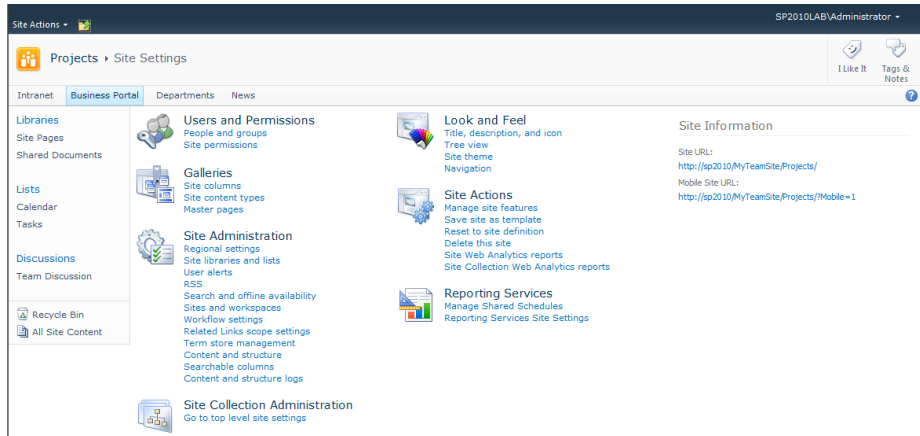 Site Actions
SP2010LAB\Administrator
Projects Site Settings
I Like It
Tags &
Notes
Intranet Business Portal Departments News
Libraries
Site Pages
Shared Documents
Lists
Calendar
Tasks
Discussions
Team Discussion
Recycle Bin
All Site Content
Users and Permissions
People and groups
Site permissions
Galleries
Site columns
Site content types
Master pages
Site Administration
Regional settings
Site libraries and lists
User alerts
RSS
Search and offline availability
Sites and workspaces
Workflow settings
Related Links scope settings
Term store management
Content and structure
Searchable columns
Content and structure logs
Site Collection Administration
Go to top level site settings
Look and Feel
Title, description, and icon
Tree view
Site theme
Navigation
Site Actions
Manage site features
Save site as template
Reset to site definition
Delete this site
Site Web Analytics reports
Site Collection Web Analytics reports
Reporting Services
Manage Shared Schedules
Reporting Services Site Settings
Site Information
Site URL:
http://sp2010/MyTeamSite/Projects/
Mobile Site URL:
http://sp2010/MyTeamSite/Projects/?Mobile=1